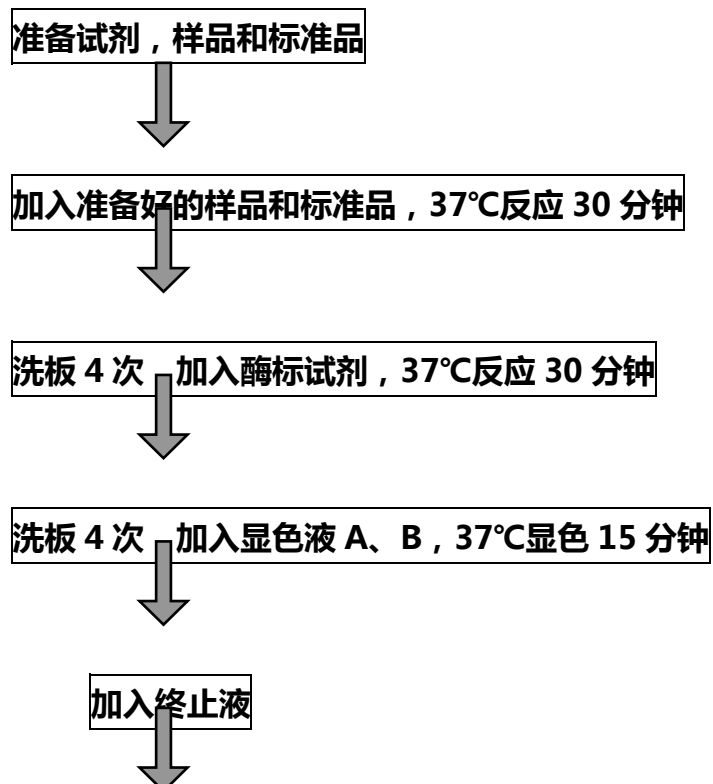 准备试剂，样品和标准品
加入准备好的样品和标准品，37℃反应 30 分钟
洗板 4 次 加入酶标试剂，37℃反应 30 分钟
洗板 4 次 加入显色液 A、B，37℃显色 15 分钟
加入终止液